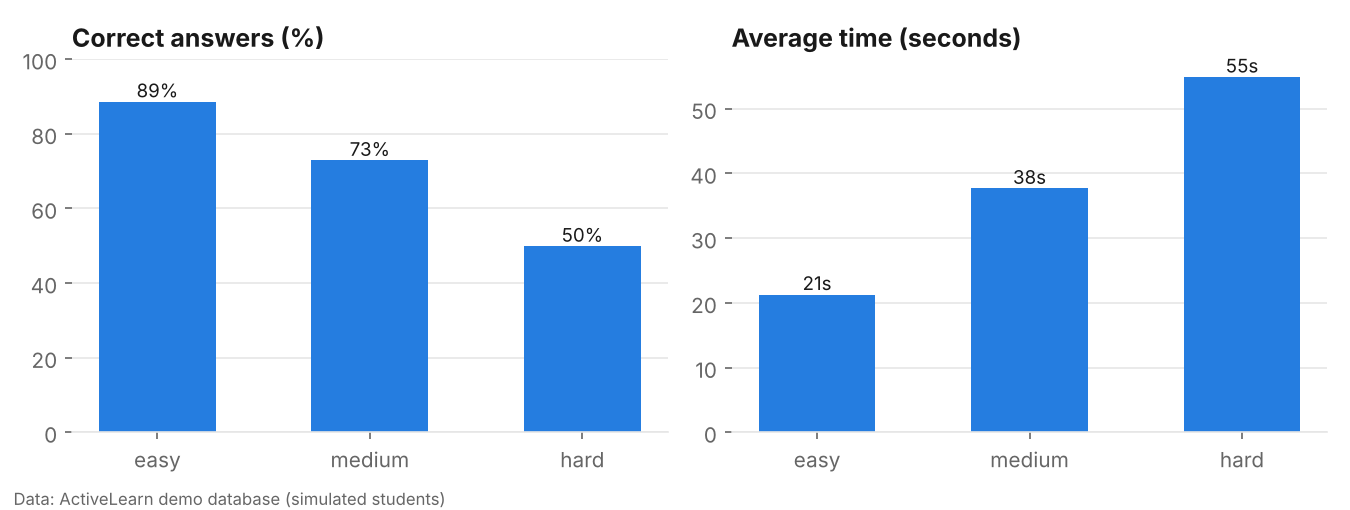 Correct answers (%)
100
80
60
40
20
0
89%
73%
50%
easy
medium
hard
Average time (seconds)
50
40
30
20
10
0
21s
38s
55s
easy
medium
hard
Data: ActiveLearn demo database (simulated students)